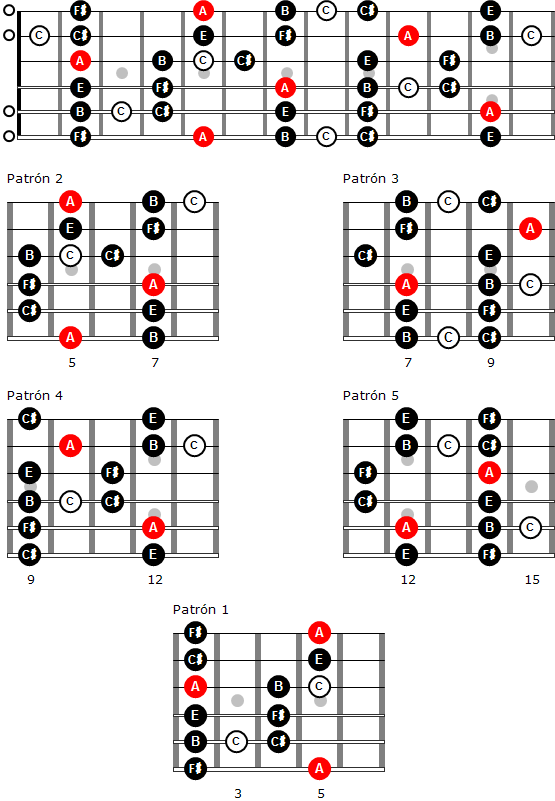 F♯ A B C C♯ E
C C♯ E F♯ A B C
A B C C♯ E F♯
E F♯ A B C C♯
B C C♯ E F♯ A
F♯ A B C C♯ E
Patrón 2
A B C
E F♯
B C C♯
F♯ A
C♯ E
A B
5 7
Patrón 3
B C C♯
F♯ A
C♯ E
A B C
E F♯
B C C♯
7 9
Patrón 4
C♯ E
A B C
E F♯
B C C♯
F♯ A
C♯ E
9 12
Patrón 5
E F♯
B C C♯
F♯ A
C♯ E
A B C
E F♯
12 15
Patrón 1
F♯ A
C♯ E
A B C
E F♯
B C C♯
F♯ A
3 5